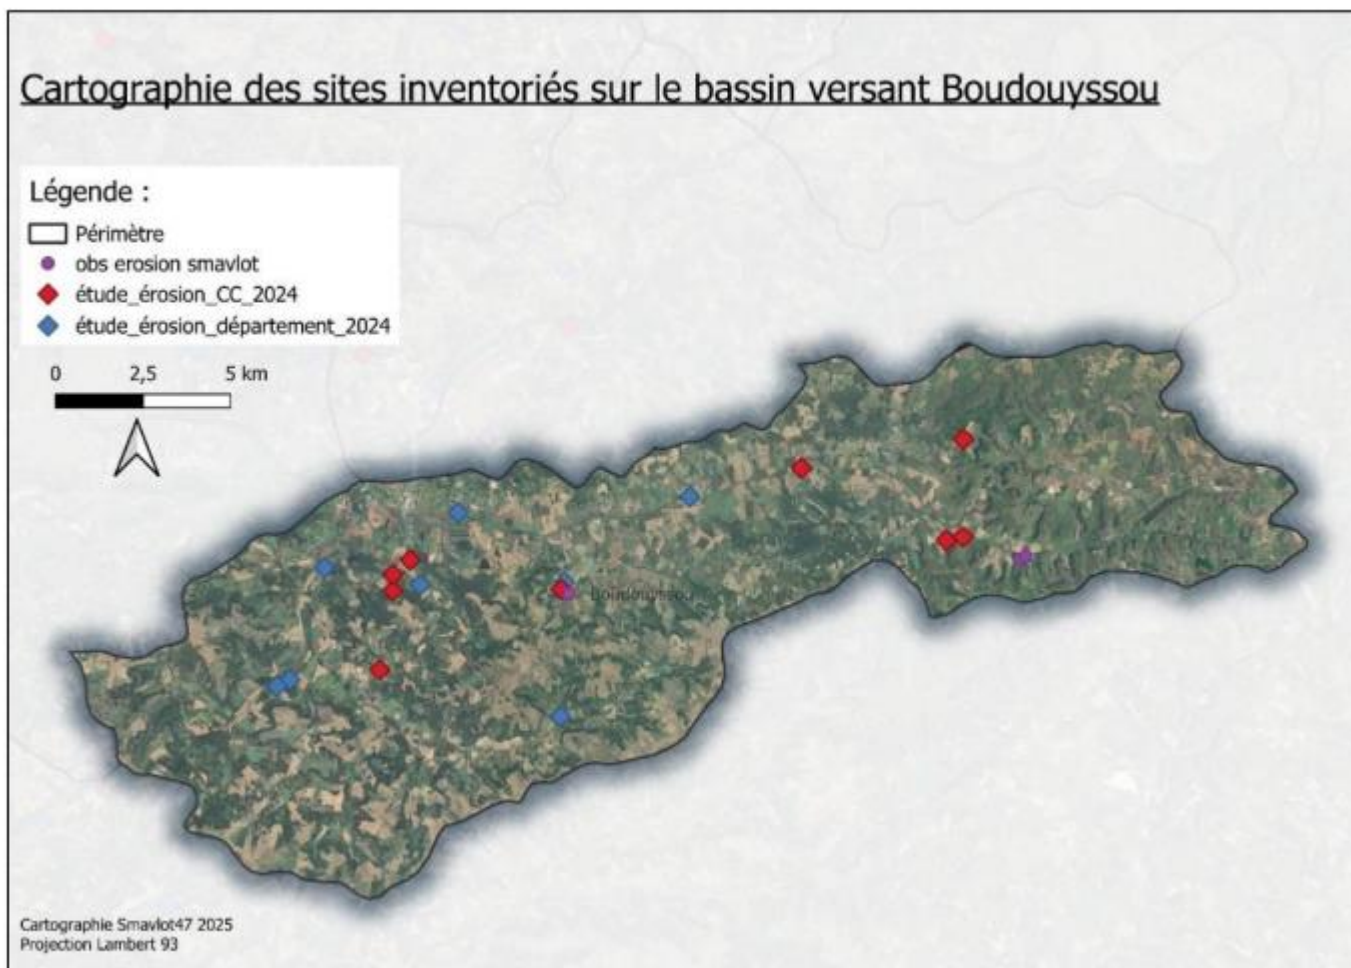 Cartographie des sites inventoriés sur le bassin versant Boudouyssou
Légende :
Périmètre
obs erosion smavlot
étude_érosion_CC_2024
étude_érosion_département_2024
0 2,5 5 km
Boudouyssou
Cartographie Smavlot47 2025
Projection Lambert 93